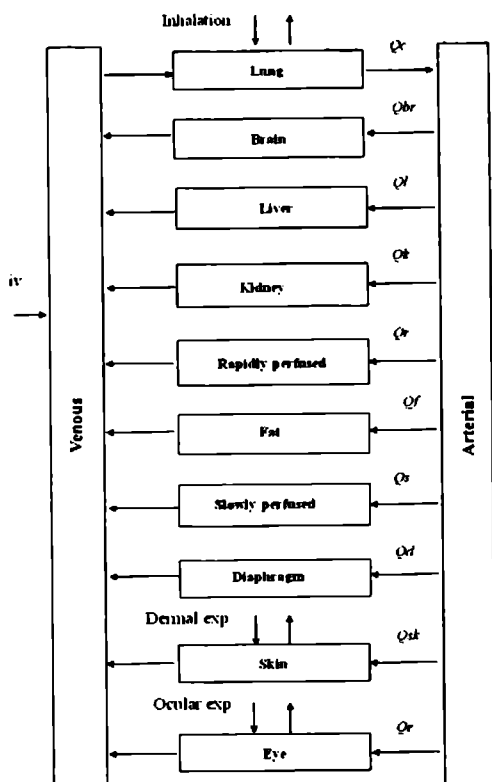 Inhalation
Lung
Qc
Brain
Qbr
Liver
Ql
Kidney
Qk
iv
Rapidly perfused
Qr
Fat
Qf
Slowly perfused
Qs
Diaphragm
Qd
Dermal exp
Skin
Qsk
Ocular exp
Eye
Venous
Arterial